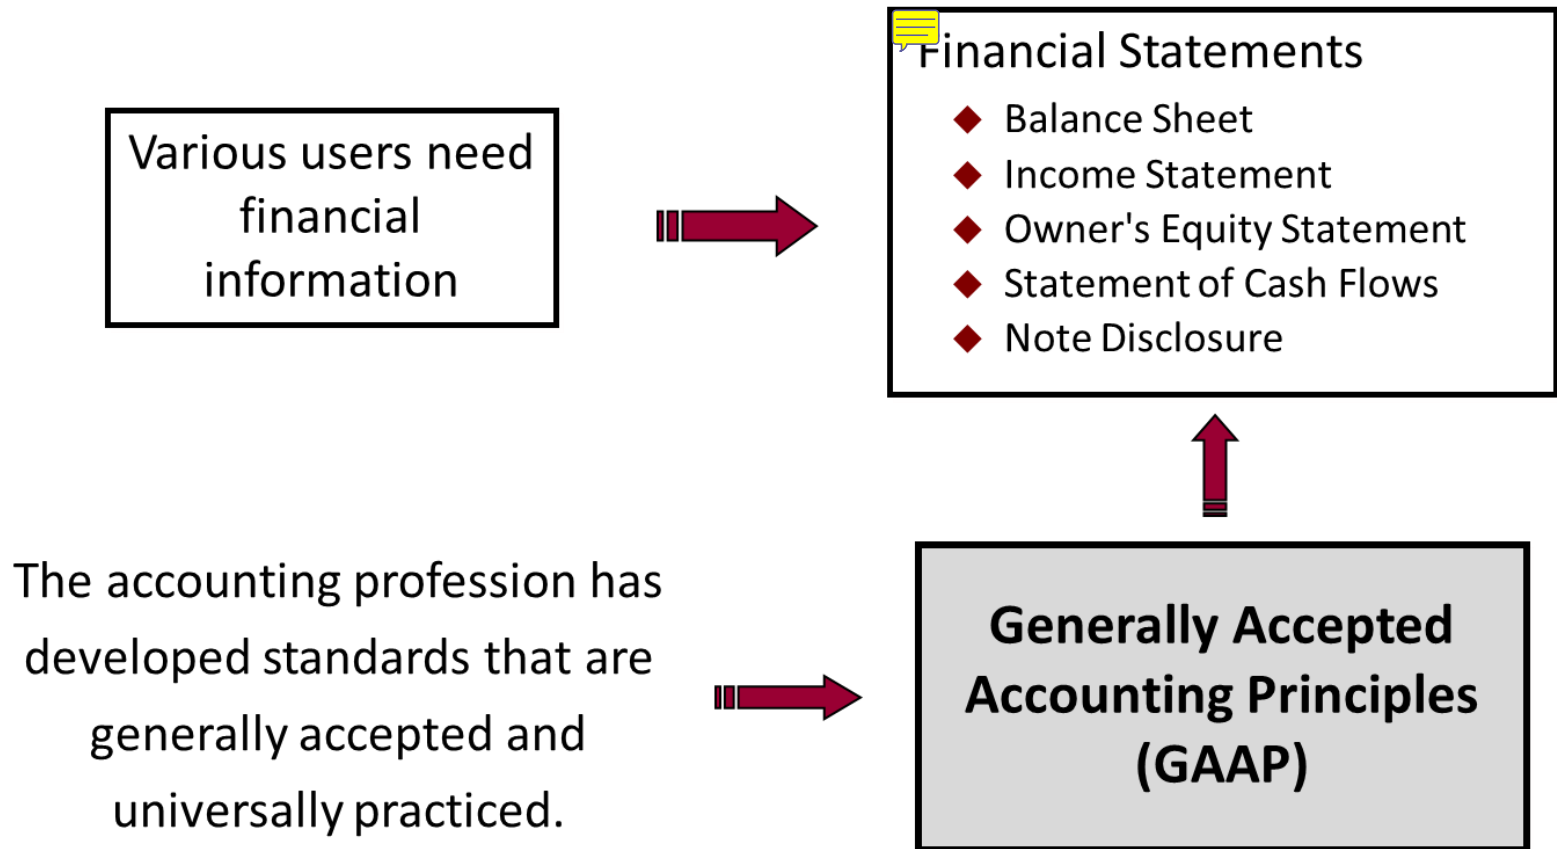 Various users need
financial
information
Financial Statements
Balance Sheet
Income Statement
Owner's Equity Statement
Statement of Cash Flows
Note Disclosure
The accounting profession has
developed standards that are
generally accepted and
universally practiced.
Generally Accepted
Accounting Principles
(GAAP)